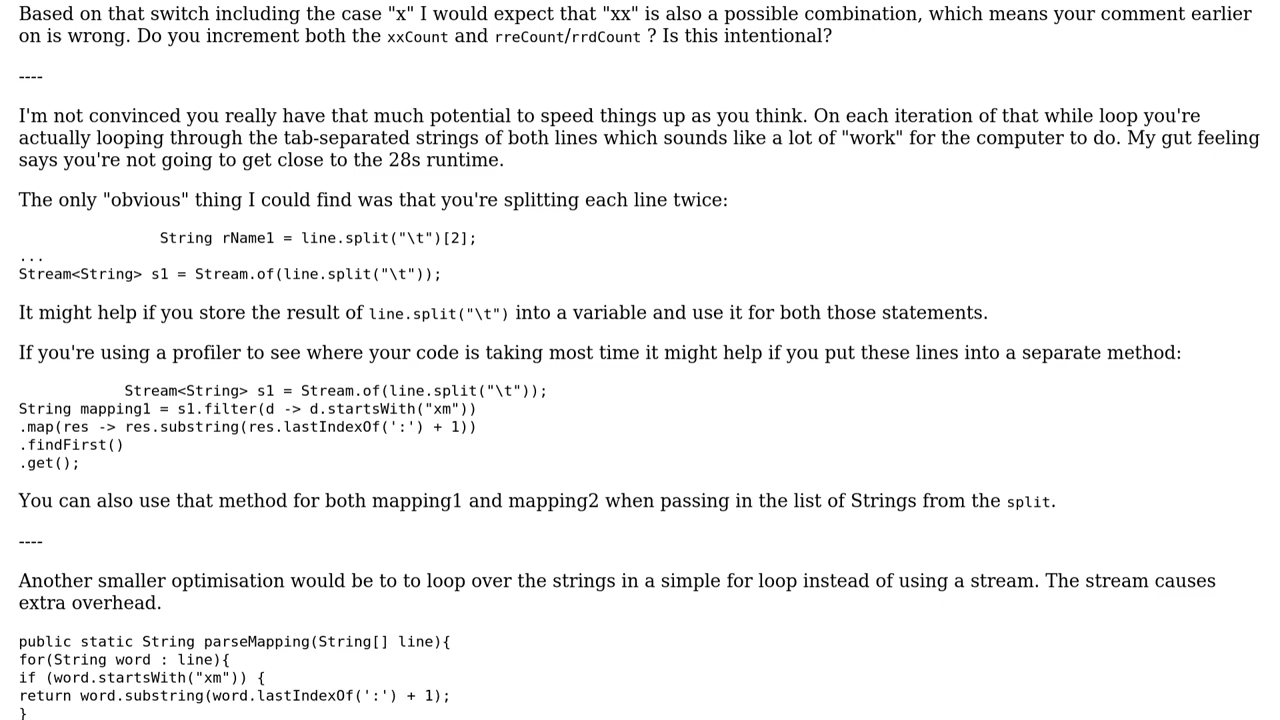 Based on that switch including the case "x" I would expect that "xx" is also a possible combination, which means your comment earlier
on is wrong. Do you increment both the xxCount and rreCount/rrdCount ? Is this intentional?
----
I'm not convinced you really have that much potential to speed things up as you think. On each iteration of that while loop you're
actually looping through the tab-separated strings of both lines which sounds like a lot of "work" for the computer to do. My gut feeling
says you're not going to get close to the 28s runtime.
The only "obvious" thing I could find was that you're splitting each line twice:
String rName1 = line.split("\t")[2];
...
Stream<String> s1 = Stream.of(line.split("\t"));
It might help if you store the result of line.split("\t") into a variable and use it for both those statements.
If you're using a profiler to see where your code is taking most time it might help if you put these lines into a separate method:
Stream<String> s1 = Stream.of(line.split("\t"));
String mapping1 = s1.filter(d -> d.startsWith("xm"))
.map(res -> res.substring(res.lastIndexOf(':') + 1))
.findFirst()
.get();
You can also use that method for both mapping1 and mapping2 when passing in the list of Strings from the split.
----
Another smaller optimisation would be to to loop over the strings in a simple for loop instead of using a stream. The stream causes
extra overhead.
public static String parseMapping(String[] line){
for(String word : line){
if (word.startsWith("xm")) {
return word.substring(word.lastIndexOf(':') + 1);
}